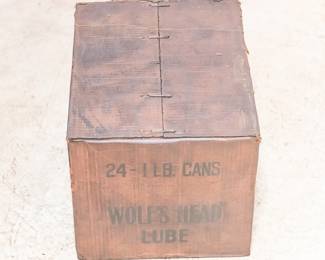 24-1 LB. CANS
"WOLF'S HEAD"
LUBE